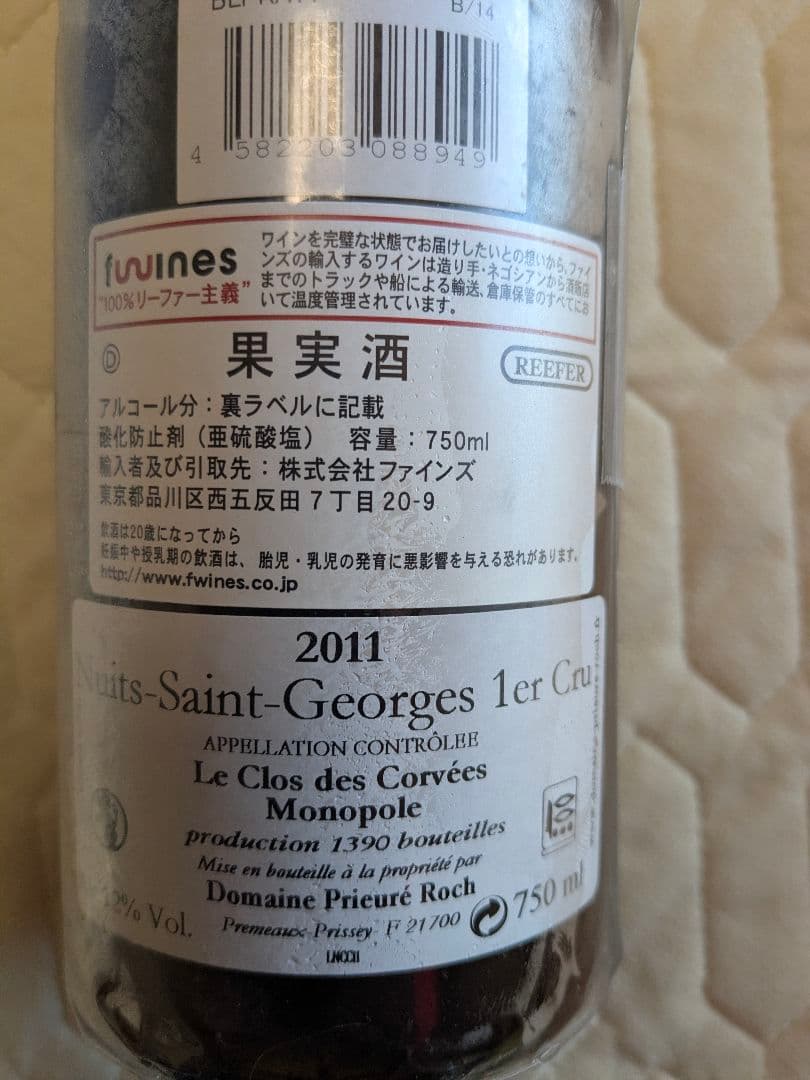 B/14
4 582203 088949
fwines
"100%リーファー主義"
ワインを完璧な状態でお届けしたいとの想いから、ファイ
ンズの輸入するワインは造り手・ネゴシアンから酒販店
までのトラックや船による輸送、倉庫保管のすべてにお
いて温度管理されています。
Ⓓ 果実酒 REEFER
アルコール分：裏ラベルに記載
酸化防止剤（亜硫酸塩） 容量：750ml
輸入者及び引取先：株式会社ファインズ
東京都品川区西五反田7丁目20-9
飲酒は20歳になってから
妊娠中や授乳期の飲酒は、胎児・乳児の発育に悪影響を与える恐れがあります。
http://www.fwines.co.jp
2011
Nuits-Saint-Georges 1er Cru
APPELLATION CONTRÔLEE
Le Clos des Corvées
Monopole
production 1390 bouteilles
Mise en bouteille à la propriété par
Domaine Prieuré Roch
% Vol. Premeaux-Prissey F 21700 750 ml
LNCC11